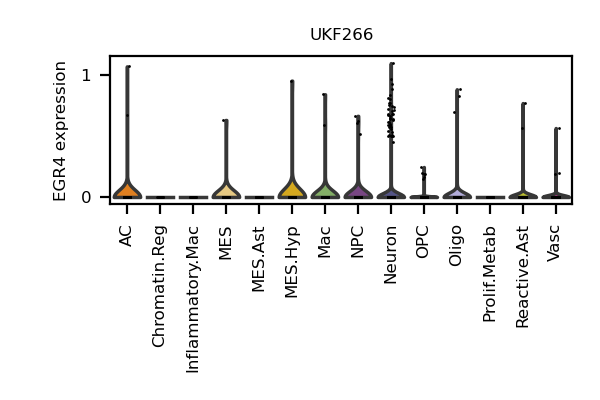 UKF266
EGR4 expression
1
0
AC
Chromatin.Reg
Inflammatory.Mac
MES
MES.Ast
MES.Hyp
Mac
NPC
Neuron
OPC
Oligo
Prolif.Metab
Reactive.Ast
Vasc